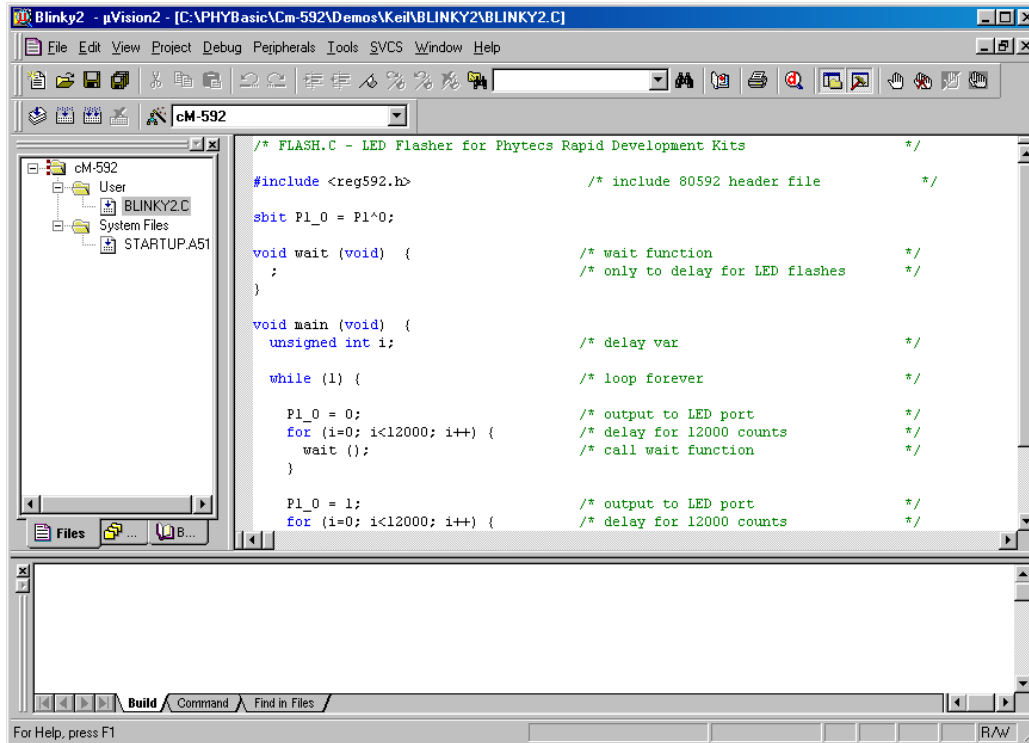 Blinky2 - µVision2 - [C:\PHYBasic\Cm-592\Demos\Keil\BLINKY2\BLINKY2.C]
File Edit View Project Debug Peripherals Tools SVCS Window Help
cM-592
cM-592
User
BLINKY2.C
System Files
STARTUP.A51
Files ... B...
/* FLASH.C - LED Flasher for Phytecs Rapid Development Kits */
#include <reg592.h> /* include 80592 header file */
sbit P1_0 = P1^0;
void wait (void) { /* wait function */
; /* only to delay for LED flashes */
}
void main (void) {
unsigned int i; /* delay var */
while (1) { /* loop forever */
P1_0 = 0; /* output to LED port */
for (i=0; i<12000; i++) { /* delay for 12000 counts */
wait (); /* call wait function */
}
P1_0 = 1; /* output to LED port */
for (i=0; i<12000; i++) { /* delay for 12000 counts */
Build Command Find in Files
For Help, press F1 R/W